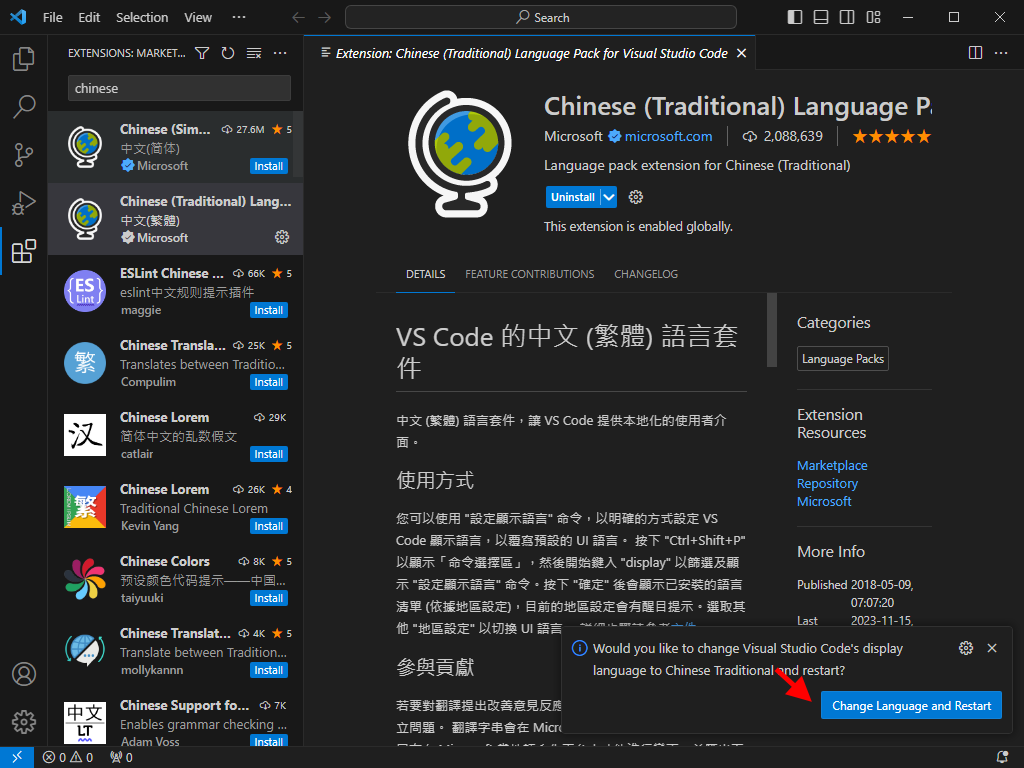 File Edit Selection View ··· Search
EXTENSIONS: MARKET... ···
chinese
Chinese (Sim... 27.6M ★ 5
中文(简体)
Microsoft Install
Chinese (Traditional) Lang...
中文(繁體)
Microsoft
ESLint Chinese ... 66K ★ 5
eslint中文规则提示插件
maggie Install
Chinese Transla... 25K ★ 5
Translates between Traditio...
Compulim Install
Chinese Lorem 29K
简体中文的乱数假文
catlair Install
Chinese Lorem 26K ★ 4
Traditional Chinese Lorem
Kevin Yang Install
Chinese Colors 8K ★ 5
预设颜色代码提示——中国...
taiyuuki Install
Chinese Translat... 4K ★ 5
Translate between Tradition...
mollykannn Install
Chinese Support fo... 7K
Enables grammar checking ...
Adam Voss Install
ES
Lint
繁
汉
繁
中文
LT
Extension: Chinese (Traditional) Language Pack for Visual Studio Code
Chinese (Traditional) Language P
Microsoft microsoft.com 2,088,639 ★★★★★
Language pack extension for Chinese (Traditional)
Uninstall
This extension is enabled globally.
DETAILS FEATURE CONTRIBUTIONS CHANGELOG
VS Code 的中文 (繁體) 語言套
件
中文 (繁體) 語言套件，讓 VS Code 提供本地化的使用者介
面。
使用方式
您可以使用 "設定顯示語言" 命令，以明確的方式設定 VS
Code 顯示語言，以覆寫預設的 UI 語言。 按下 "Ctrl+Shift+P"
以顯示「命令選擇區」，然後開始鍵入 "display" 以篩選及顯
示 "設定顯示語言" 命令。按下 "確定" 後會顯示已安裝的語言
清單 (依據地區設定)，目前的地區設定會有醒目提示。選取其
他 "地區設定" 以切換 UI 語言
參與貢獻
若要對翻譯提出改善意見反應
立問題。 翻譯字串會在 Micro
Categories
Language Packs
Extension
Resources
Marketplace
Repository
Microsoft
More Info
Published 2018-05-09,
07:07:20
Last 2023-11-15,
Would you like to change Visual Studio Code's display
language to Chinese Traditional and restart?
Change Language and Restart
0 0 0